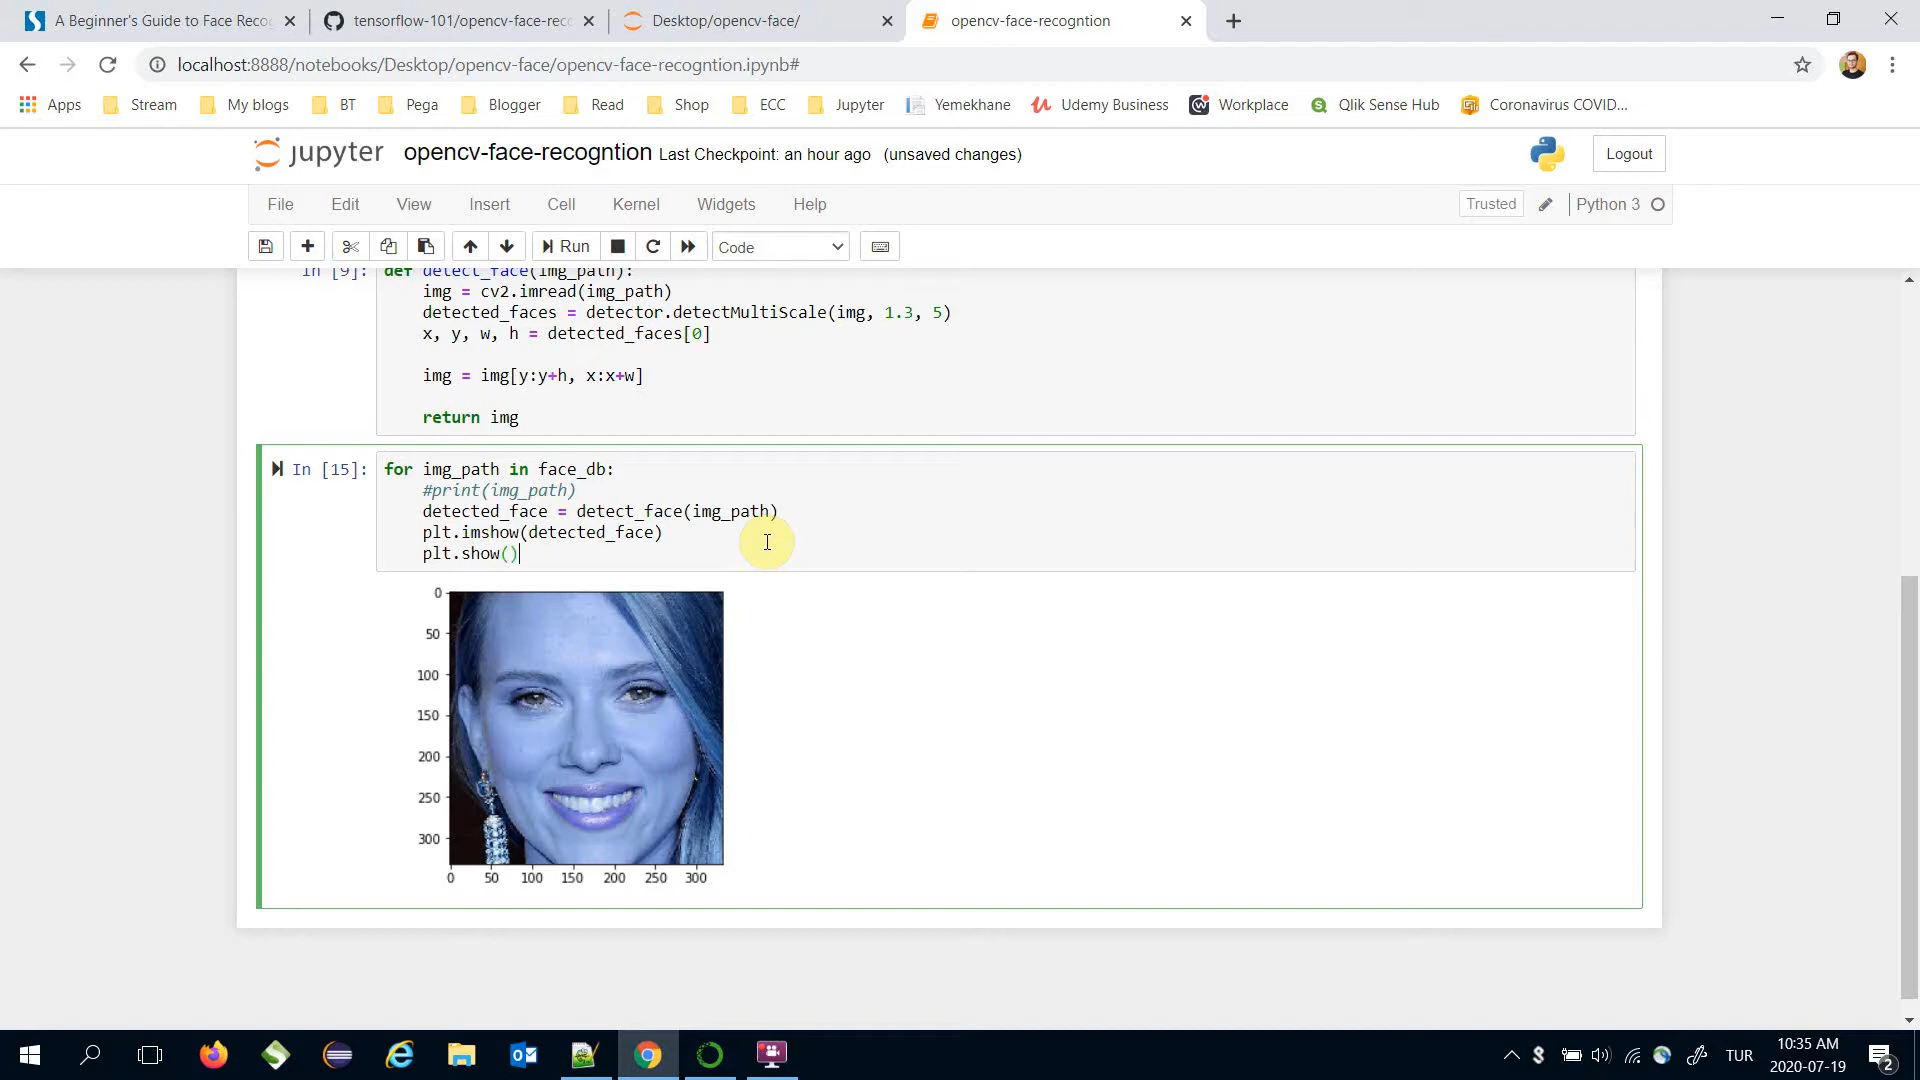 A Beginner's Guide to Face Recog
tensorflow-101/opencv-face-reco
Desktop/opencv-face/
opencv-face-recogntion
localhost:8888/notebooks/Desktop/opencv-face/opencv-face-recogntion.ipynb#
Apps Stream My blogs BT Pega Blogger Read Shop ECC Jupyter Yemekhane Udemy Business Workplace Qlik Sense Hub Coronavirus COVID...
jupyter opencv-face-recogntion Last Checkpoint: an hour ago (unsaved changes) Logout
File Edit View Insert Cell Kernel Widgets Help Trusted Python 3
Run Code
In [9]: def detect_face(img_path):
img = cv2.imread(img_path)
detected_faces = detector.detectMultiScale(img, 1.3, 5)
x, y, w, h = detected_faces[0]
img = img[y:y+h, x:x+w]
return img
In [15]: for img_path in face_db:
#print(img_path)
detected_face = detect_face(img_path)
plt.imshow(detected_face)
plt.show()
0
50
100
150
200
250
300
0 50 100 150 200 250 300
TUR
10:35 AM
2020-07-19
2